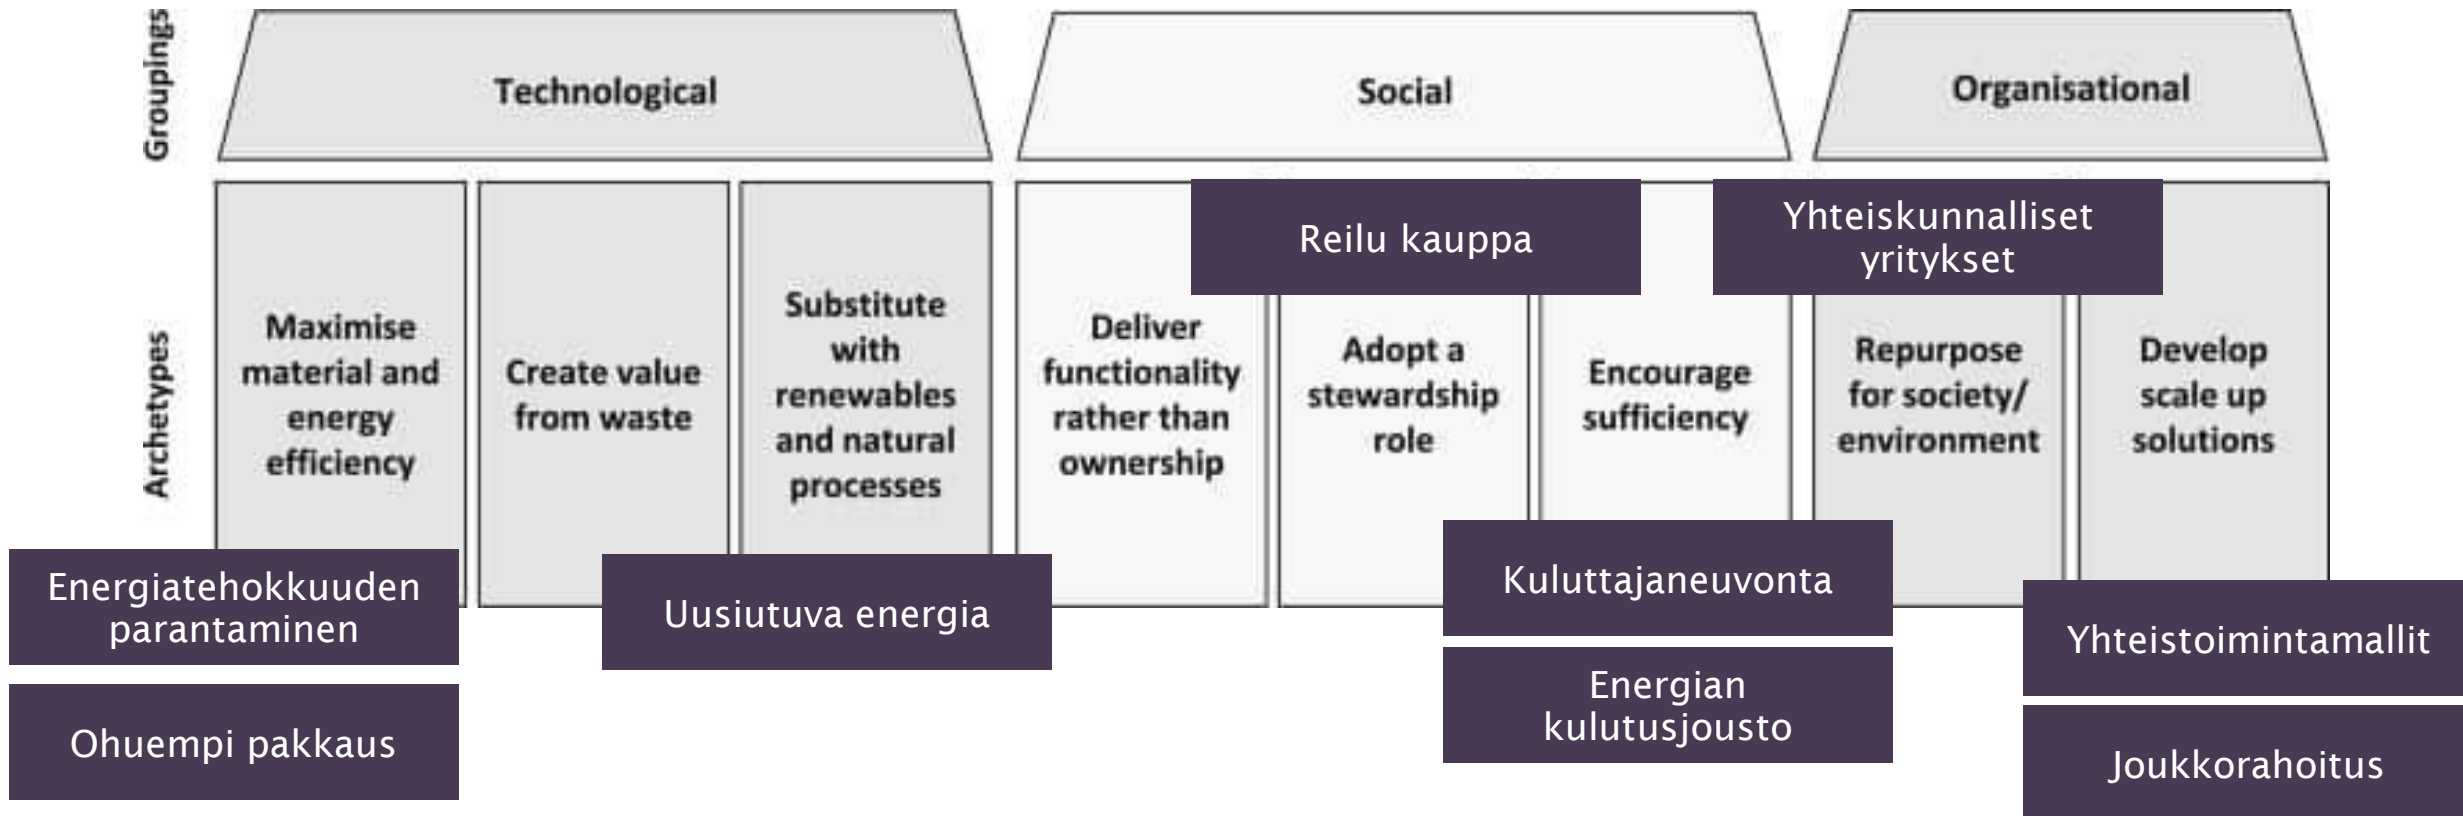 Groupings
Technological
Social
Organisational
Archetypes
Maximise
material and
energy
efficiency
Create value
from waste
Substitute
with
renewables
and natural
processes
Deliver
functionality
rather than
ownership
Reilu kauppa
Adopt a
stewardship
role
Encourage
sufficiency
Yhteiskunnalliset
yritykset
Repurpose
for society/
environment
Develop
scale up
solutions
Energiatehokkuuden
parantaminen
Ohuempi pakkaus
Uusiutuva energia
Kuluttajaneuvonta
Energian
kulutusjousto
Yhteistoimintamallit
Joukkorahoitus